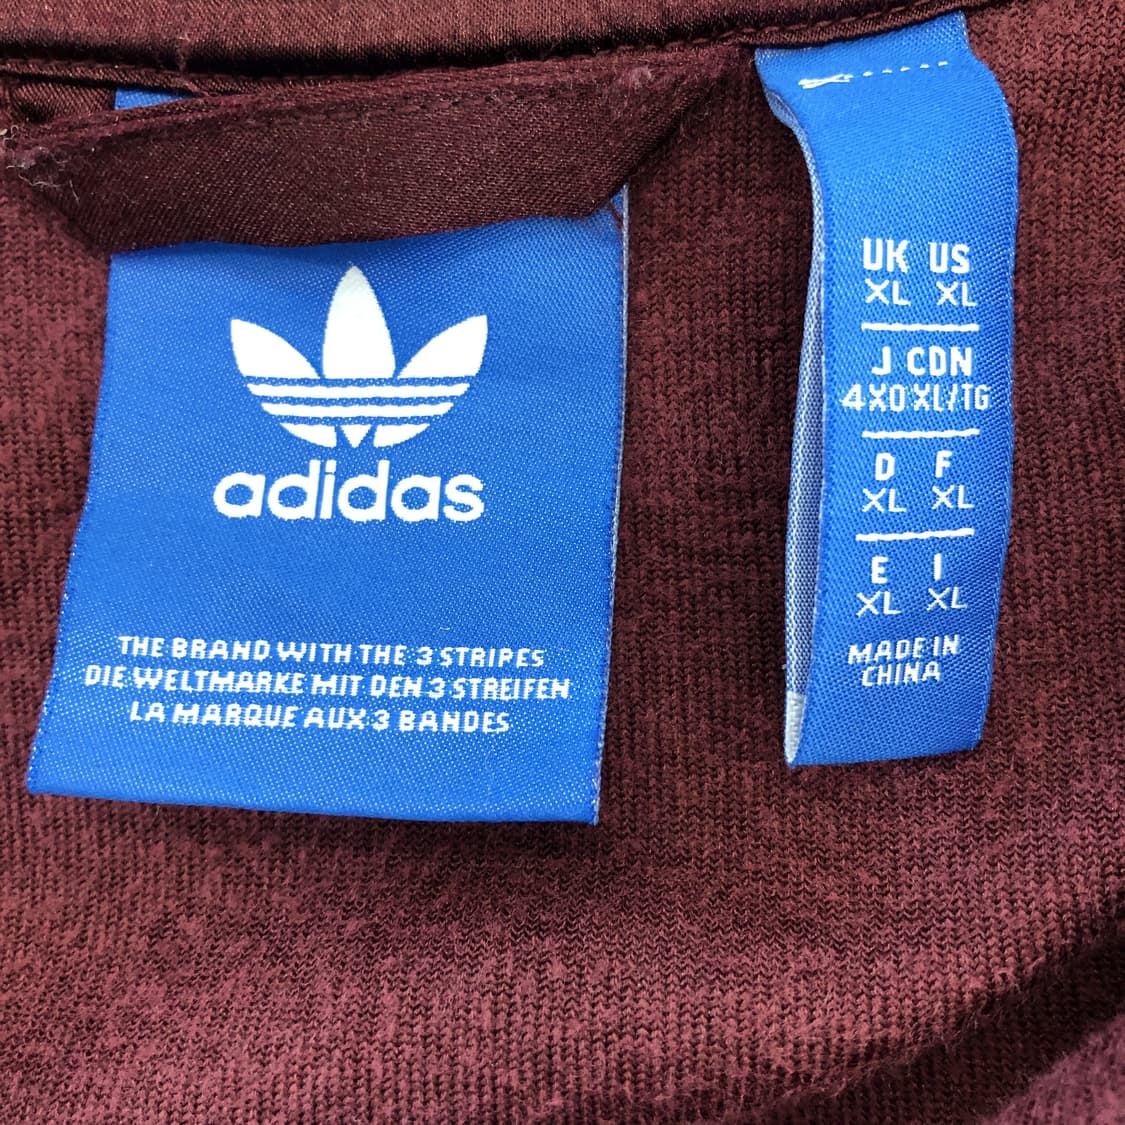 adidas
THE BRAND WITH THE 3 STRIPES
DIE WELTMARKE MIT DEN 3 STREIFEN
LA MARQUE AUX 3 BANDES
UK US
XL XL
J CDN
4XO XL/TG
D F
XL XL
E I
XL XL
MADE IN
CHINA